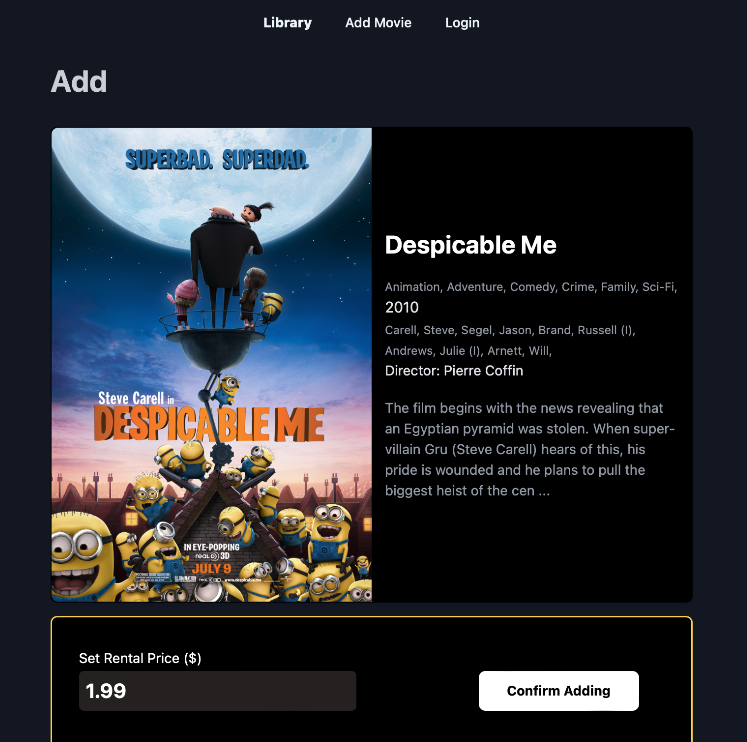 Library Add Movie Login
Add
SUPERBAD. SUPERDAD.
Despicable Me
Animation, Adventure, Comedy, Crime, Family, Sci-Fi,
2010
Carell, Steve, Segel, Jason, Brand, Russell (I),
Andrews, Julie (I), Arnett, Will,
Director: Pierre Coffin
The film begins with the news revealing that
an Egyptian pyramid was stolen. When super-
villain Gru (Steve Carell) hears of this, his
pride is wounded and he plans to pull the
biggest heist of the cen ...
Steve Carell in
DESPICABLE ME
IN EYE-POPPING
REAL D 3D
JULY 9
www.despicable.me
Set Rental Price ($)
1.99
Confirm Adding